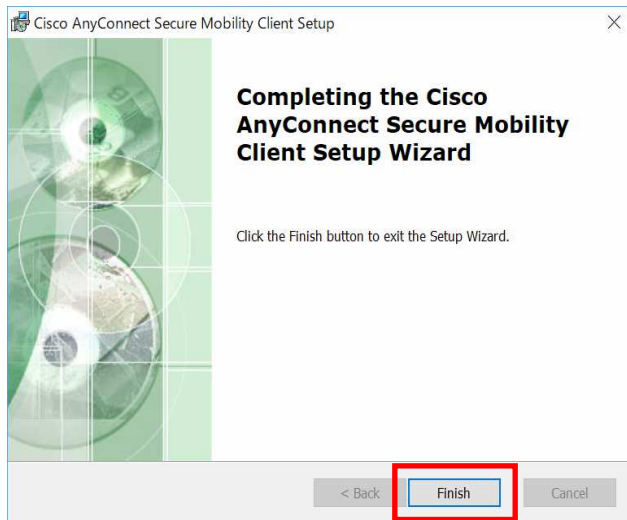 Cisco AnyConnect Secure Mobility Client Setup
Completing the Cisco
AnyConnect Secure Mobility
Client Setup Wizard
Click the Finish button to exit the Setup Wizard.
< Back Finish Cancel